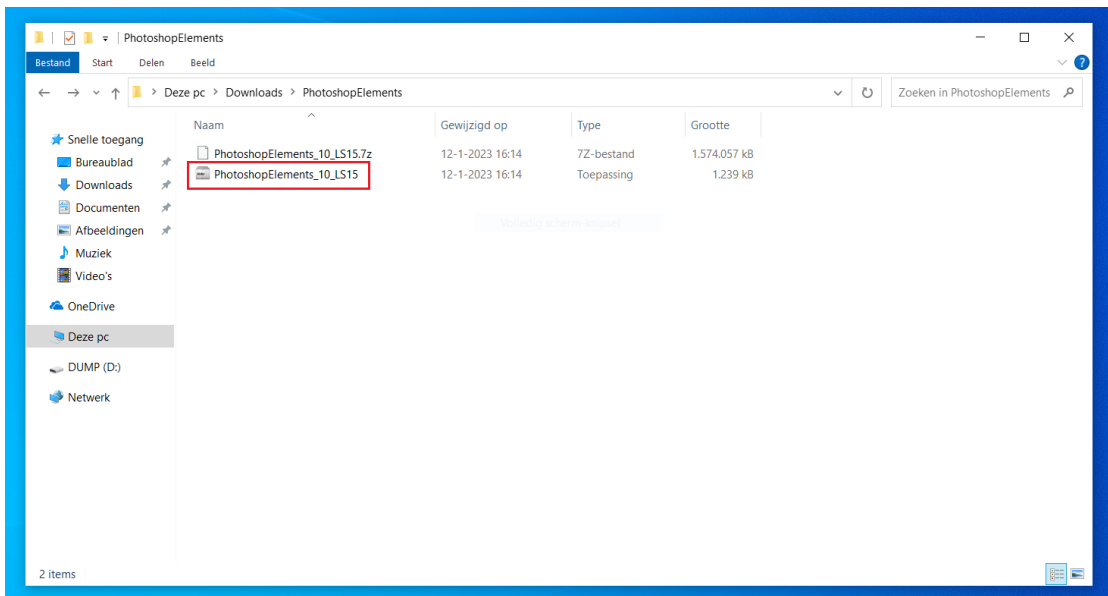 PhotoshopElements
Bestand Start Delen Beeld
Deze pc > Downloads > PhotoshopElements
Zoeken in PhotoshopElements
Naam Gewijzigd op Type Grootte
PhotoshopElements_10_LS15.7z 12-1-2023 16:14 7Z-bestand 1.574.057 kB
PhotoshopElements_10_LS15 12-1-2023 16:14 Toepassing 1.239 kB
Snelle toegang
Bureaublad
Downloads
Documenten
Afbeeldingen
Muziek
Video's
OneDrive
Deze pc
DUMP (D:)
Netwerk
2 items